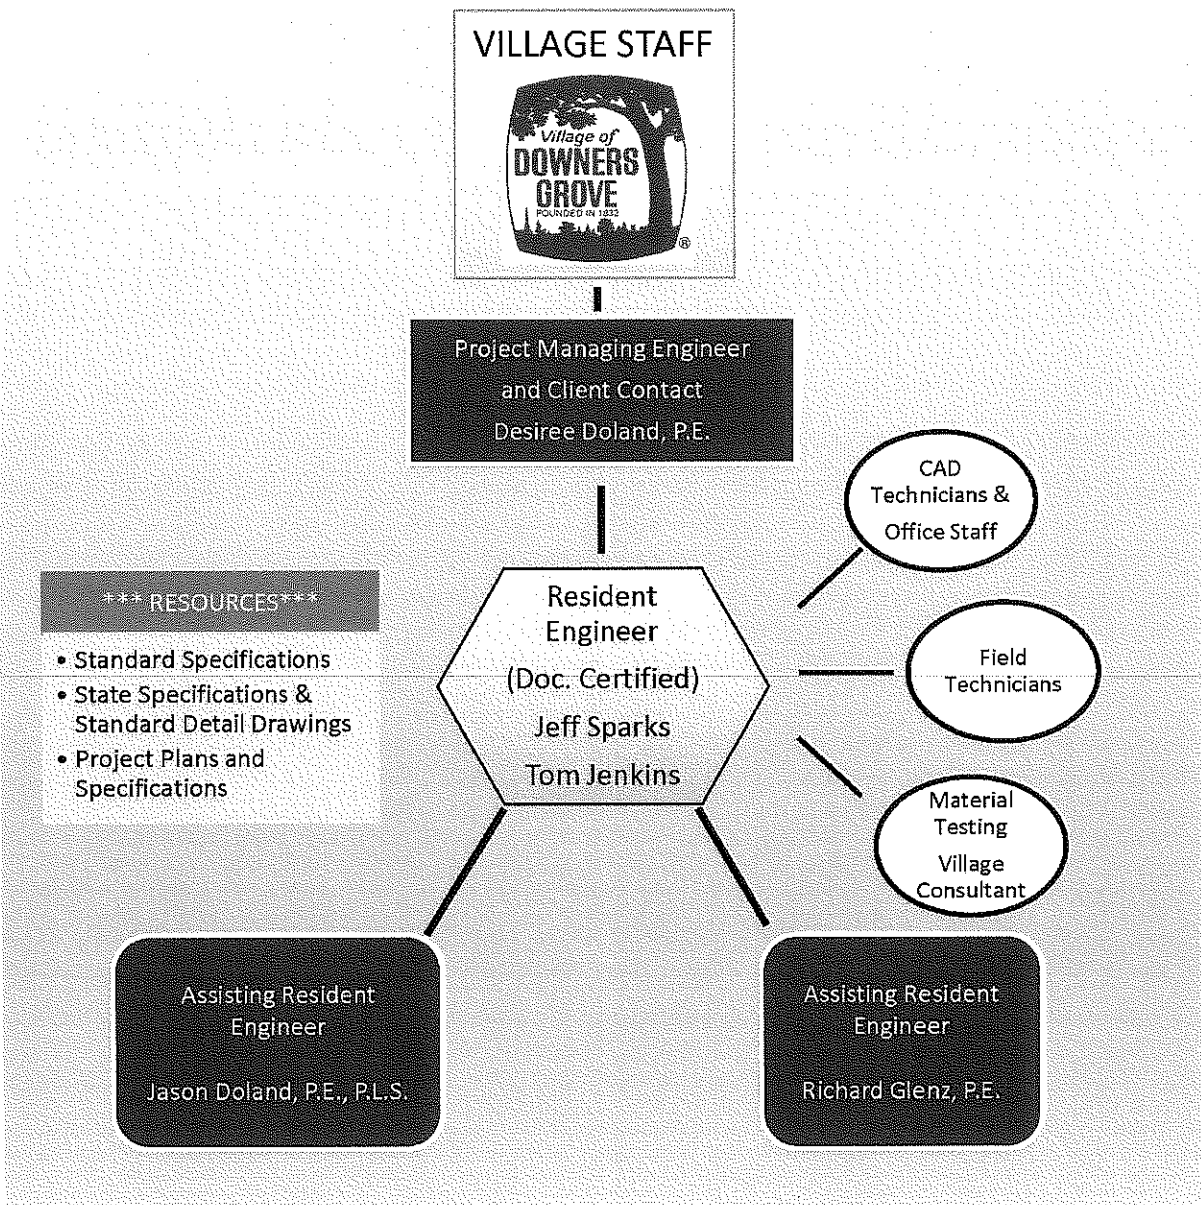 VILLAGE STAFF
Village of
DOWNERS
GROVE
FOUNDED IN 1832
®
Project Managing Engineer
and Client Contact
Desiree Doland, P.E.
CAD
Technicians &
Office Staff
*** RESOURCES***
• Standard Specifications
• State Specifications &
Standard Detail Drawings
• Project Plans and
Specifications
Resident
Engineer
(Doc. Certified)
Jeff Sparks
Tom Jenkins
Field
Technicians
Material
Testing
Village
Consultant
Assisting Resident
Engineer
Jason Doland, P.E., P.L.S.
Assisting Resident
Engineer
Richard Glenz, P.E.